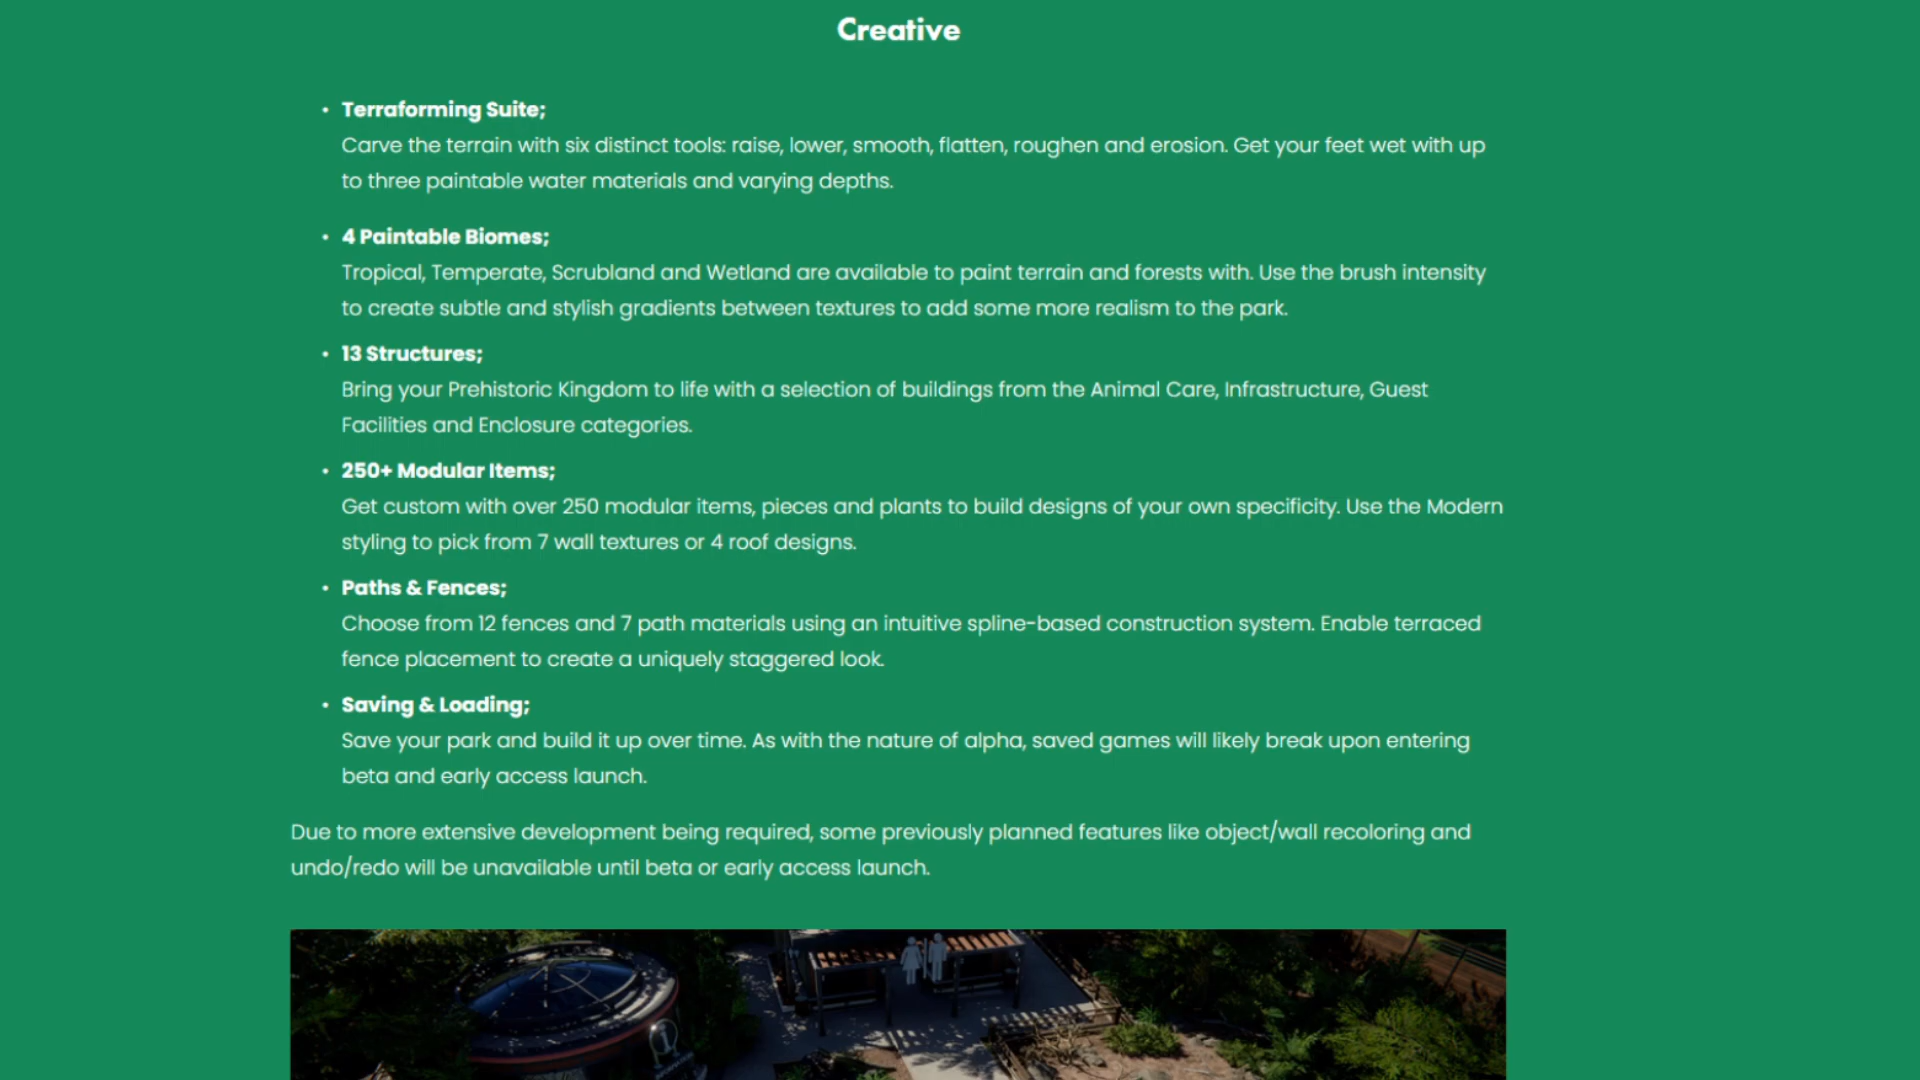 Creative
• Terraforming Suite;
Carve the terrain with six distinct tools: raise, lower, smooth, flatten, roughen and erosion. Get your feet wet with up
to three paintable water materials and varying depths.
• 4 Paintable Biomes;
Tropical, Temperate, Scrubland and Wetland are available to paint terrain and forests with. Use the brush intensity
to create subtle and stylish gradients between textures to add some more realism to the park.
• 13 Structures;
Bring your Prehistoric Kingdom to life with a selection of buildings from the Animal Care, Infrastructure, Guest
Facilities and Enclosure categories.
• 250+ Modular Items;
Get custom with over 250 modular items, pieces and plants to build designs of your own specificity. Use the Modern
styling to pick from 7 wall textures or 4 roof designs.
• Paths & Fences;
Choose from 12 fences and 7 path materials using an intuitive spline-based construction system. Enable terraced
fence placement to create a uniquely staggered look.
• Saving & Loading;
Save your park and build it up over time. As with the nature of alpha, saved games will likely break upon entering
beta and early access launch.
Due to more extensive development being required, some previously planned features like object/wall recoloring and
undo/redo will be unavailable until beta or early access launch.